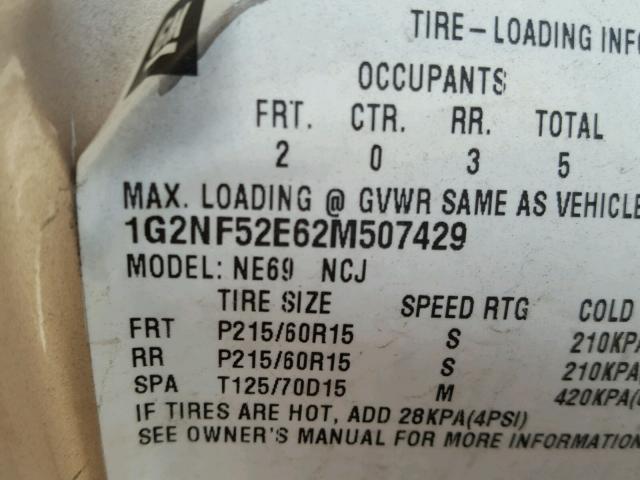 TIRE-LOADING INFO
OCCUPANTS
FRT. CTR. RR. TOTAL
2 0 3 5
MAX. LOADING @ GVWR SAME AS VEHICLE
1G2NF52E62M507429
MODEL: NE69 NCJ
TIRE SIZE SPEED RTG COLD
FRT P215/60R15 S 210KPA
RR P215/60R15 S 210KPA
SPA T125/70D15 M 420KPA(
IF TIRES ARE HOT, ADD 28KPA(4PSI)
SEE OWNER'S MANUAL FOR MORE INFORMATION